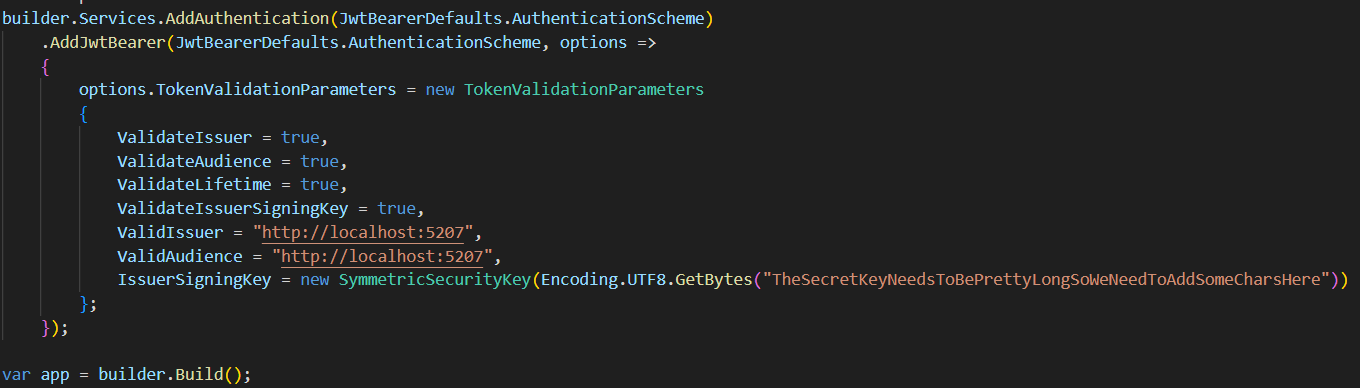 builder.Services.AddAuthentication(JwtBearerDefaults.AuthenticationScheme)
.AddJwtBearer(JwtBearerDefaults.AuthenticationScheme, options =>
{
options.TokenValidationParameters = new TokenValidationParameters
{
ValidateIssuer = true,
ValidateAudience = true,
ValidateLifetime = true,
ValidateIssuerSigningKey = true,
ValidIssuer = "http://localhost:5207",
ValidAudience = "http://localhost:5207",
IssuerSigningKey = new SymmetricSecurityKey(Encoding.UTF8.GetBytes("TheSecretKeyNeedsToBePrettyLongSoWeNeedToAddSomeCharsHere"))
};
});
var app = builder.Build();